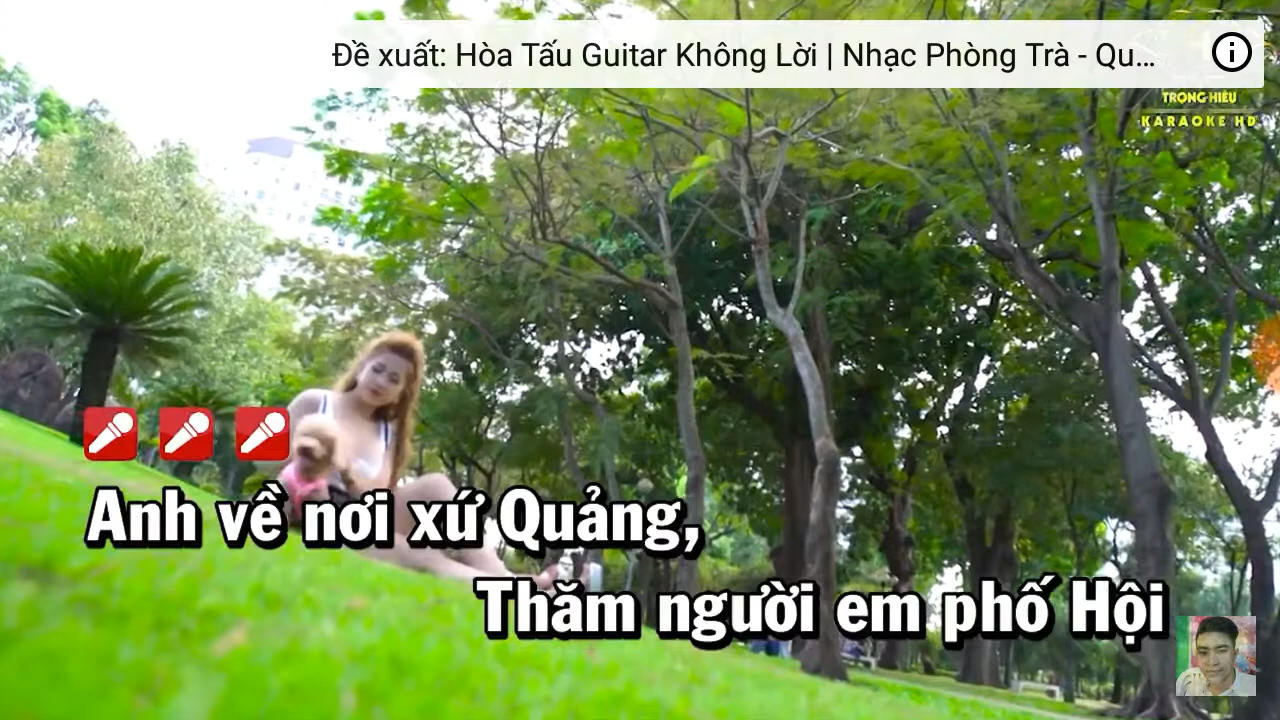 Đề xuất: Hòa Tấu Guitar Không Lời | Nhạc Phòng Trà - Qu...
TRỌNG HIẾU
KARAOKE HD
Anh về nơi xứ Quảng,
Thăm người em phố Hội